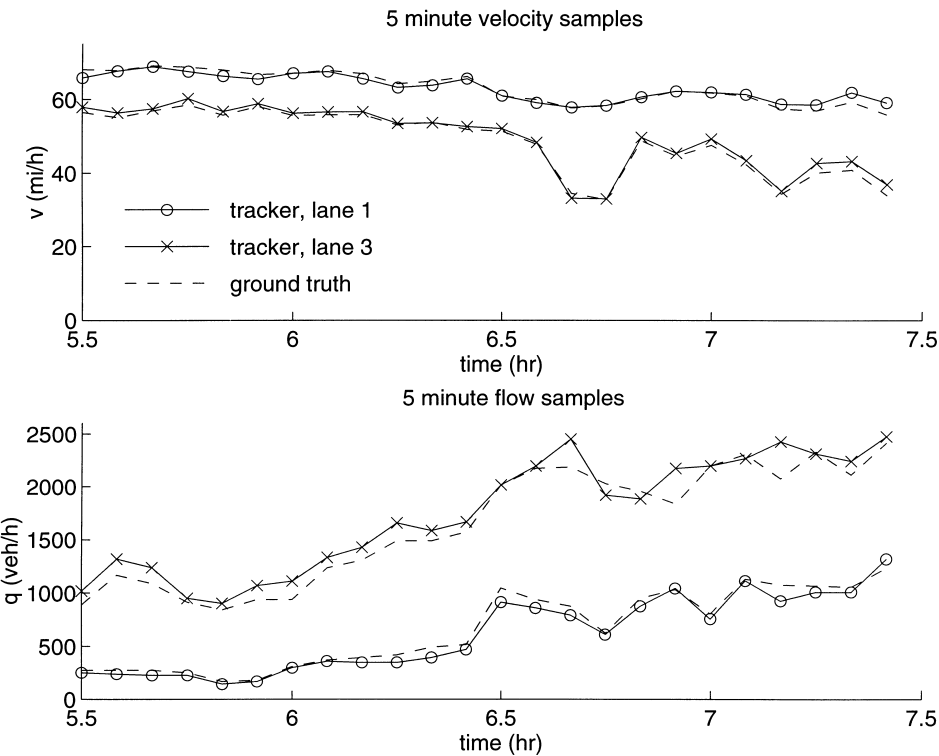 5 minute velocity samples
60
40
20
0
v (mi/h)
tracker, lane 1
tracker, lane 3
ground truth
5.5 6 6.5 7 7.5
time (hr)
5 minute flow samples
2500
2000
1500
1000
500
0
q (veh/h)
5.5 6 6.5 7 7.5
time (hr)